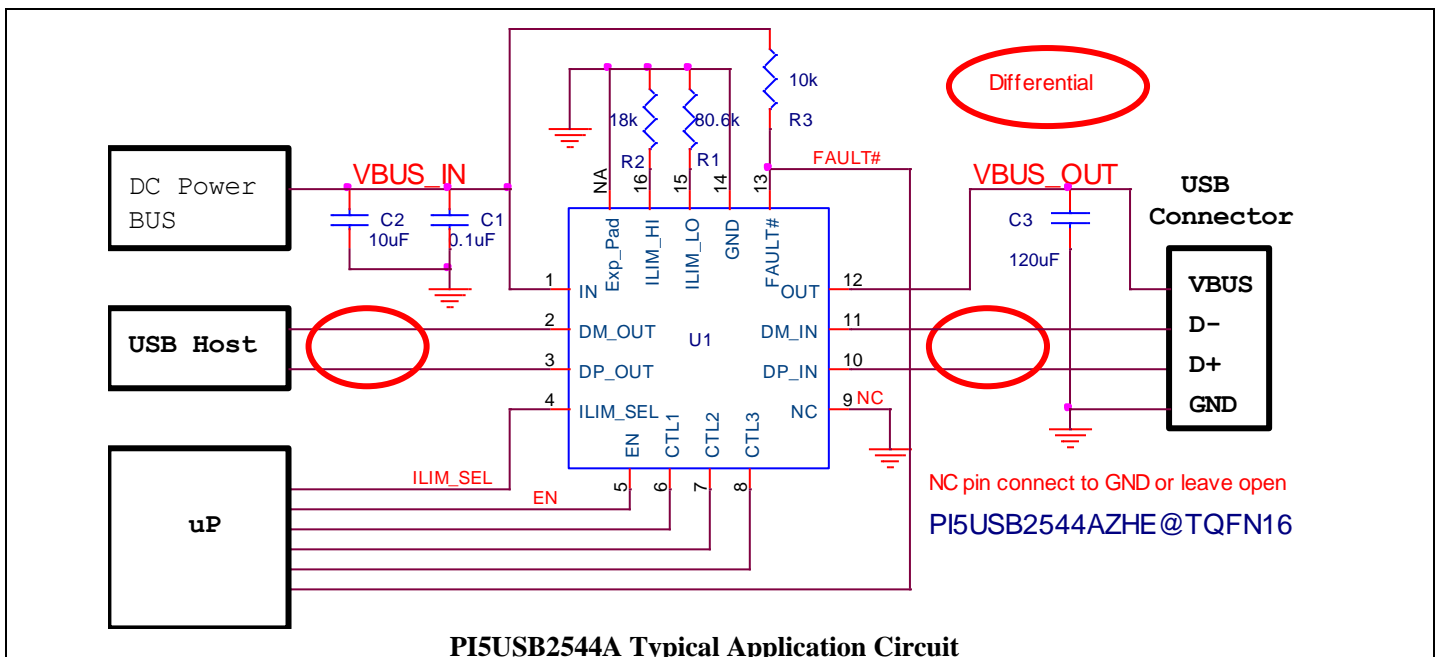 Differential
10k
R3
18k
R2
80.6k
R1
FAULT#
DC Power
BUS
VBUS_IN
C2
10uF
C1
0.1uF
NA
16
15
14
13
Exp_Pad
ILIM_HI
ILIM_LO
GND
FAULT#
VBUS_OUT
C3
120uF
USB
Connector
VBUS
D-
D+
GND
1
IN
OUT
12
USB Host
2
DM_OUT
U1
DM_IN
11
3
DP_OUT
DP_IN
10
4
ILIM_SEL
NC
9
NC
EN
CTL1
CTL2
CTL3
5
6
7
8
uP
ILIM_SEL
EN
NC pin connect to GND or leave open
PI5USB2544AZHE@TQFN16
PI5USB2544A Typical Application Circuit